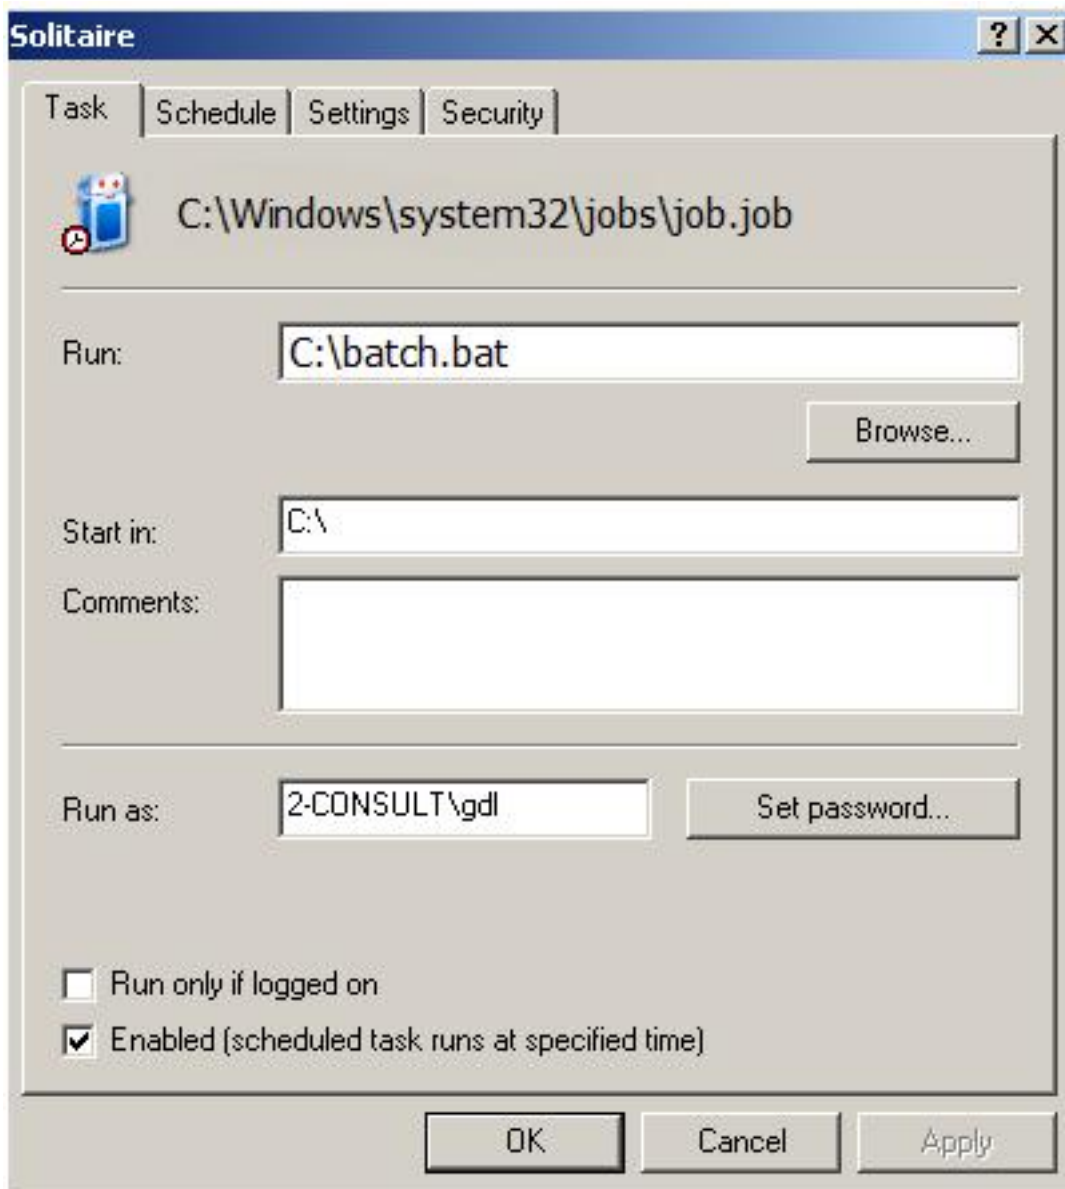 Solitaire
Task Schedule Settings Security
C:\Windows\system32\jobs\job.job
Run: C:\batch.bat
Browse...
Start in: C:\
Comments:
Run as: 2-CONSULT\gdl Set password...
Run only if logged on
Enabled (scheduled task runs at specified time)
OK Cancel Apply